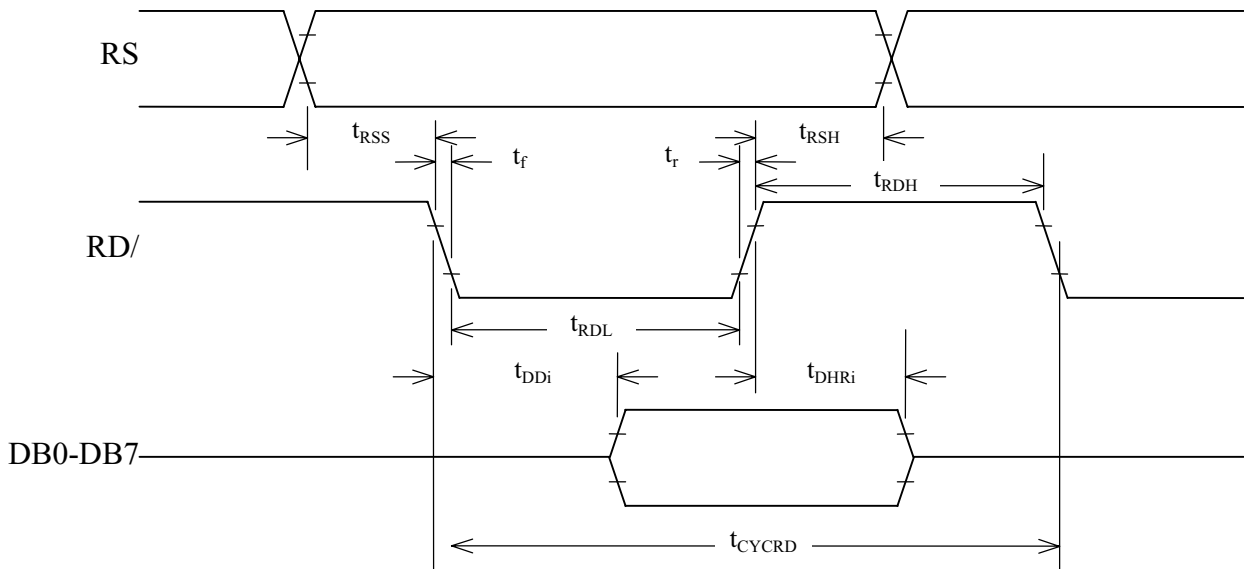 RS
tRSS
tRSH
tf
tr
tRDH
RD/
tRDL
tDDi
tDHRi
DB0-DB7
tCYCRD